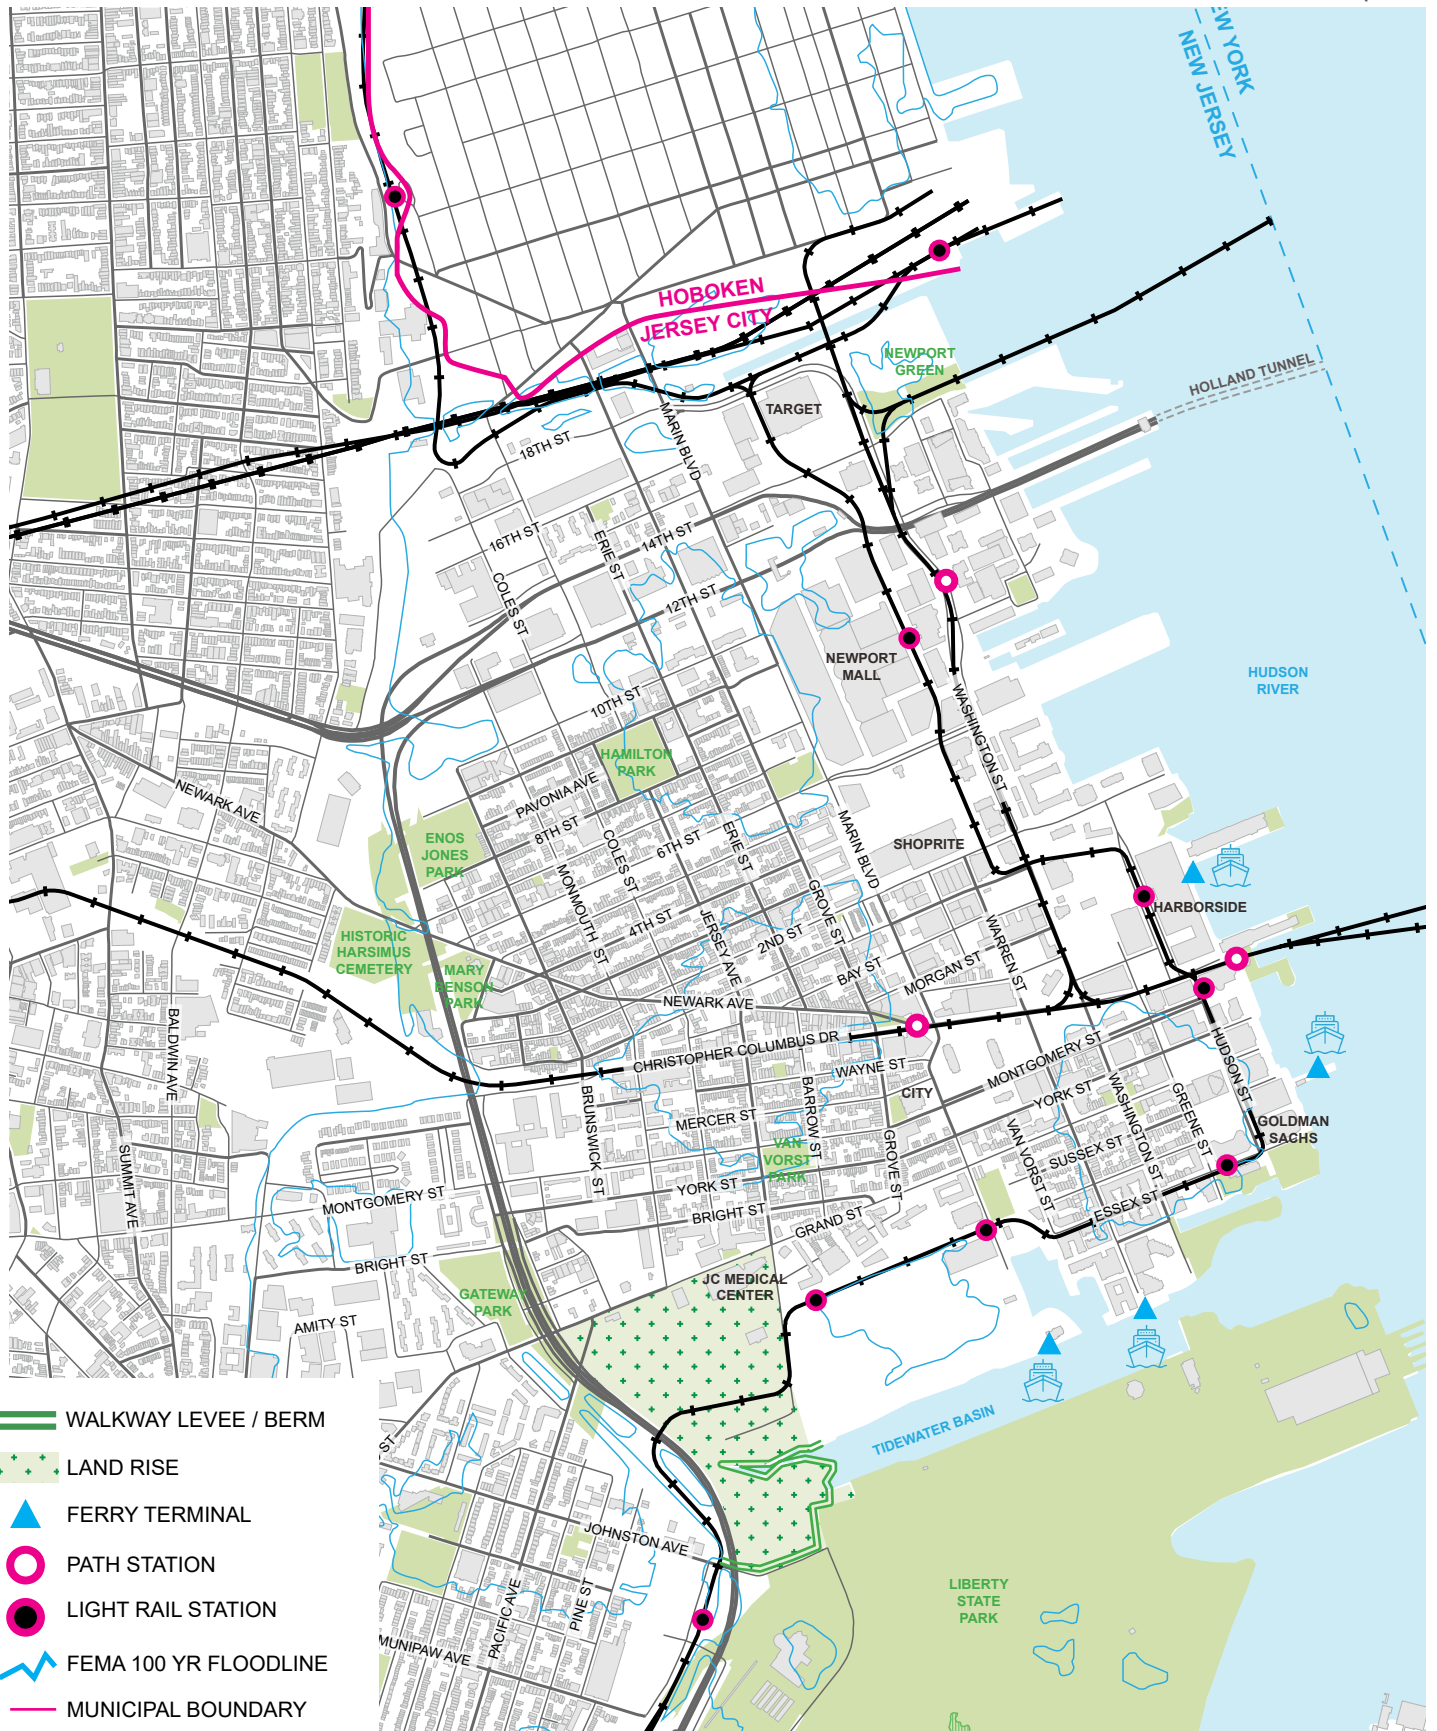 NEW YORK
NEW JERSEY
HOBOKEN
JERSEY CITY
NEWPORT
GREEN
HOLLAND TUNNEL
TARGET
MARIN BLVD
18TH ST
16TH ST
ERIE ST
14TH ST
COLES ST
12TH ST
NEWPORT
MALL
HUDSON
RIVER
10TH ST
WASHINGTON ST
HAMILTON
PARK
NEWARK AVE
PAVONIA AVE
8TH ST
ENOS
JONES
PARK
COLES ST
6TH ST
ERIE ST
MARIN BLVD
SHOPRITE
MONMOUTH ST
GROVE ST
HARBORSIDE
4TH ST
JERSEY AVE
2ND ST
WARREN ST
HISTORIC
HARSIMUS
CEMETERY
BAY ST
MORGAN ST
MARY
BENSON
PARK
NEWARK AVE
BALDWIN AVE
CHRISTOPHER COLUMBUS DR
WAYNE ST
MONTGOMERY ST
HUDSON ST
CITY
YORK ST
BRUNSWICK ST
BARROW ST
WASHINGTON ST
GREENE ST
MERCER ST
GOLDMAN
SACHS
SUMMIT AVE
VAN
VORST
PARK
GROVE ST
VAN VORST ST
SUSSEX ST
MONTGOMERY ST
YORK ST
BRIGHT ST
GRAND ST
ESSEX ST
BRIGHT ST
JC MEDICAL
CENTER
GATEWAY
PARK
AMITY ST
TIDEWATER BASIN
WALKWAY LEVEE / BERM
ST
LAND RISE
FERRY TERMINAL
JOHNSTON AVE
PATH STATION
LIBERTY
STATE
PARK
PACIFIC AVE
PINE ST
LIGHT RAIL STATION
MUNIPAW AVE
FEMA 100 YR FLOODLINE
MUNICIPAL BOUNDARY